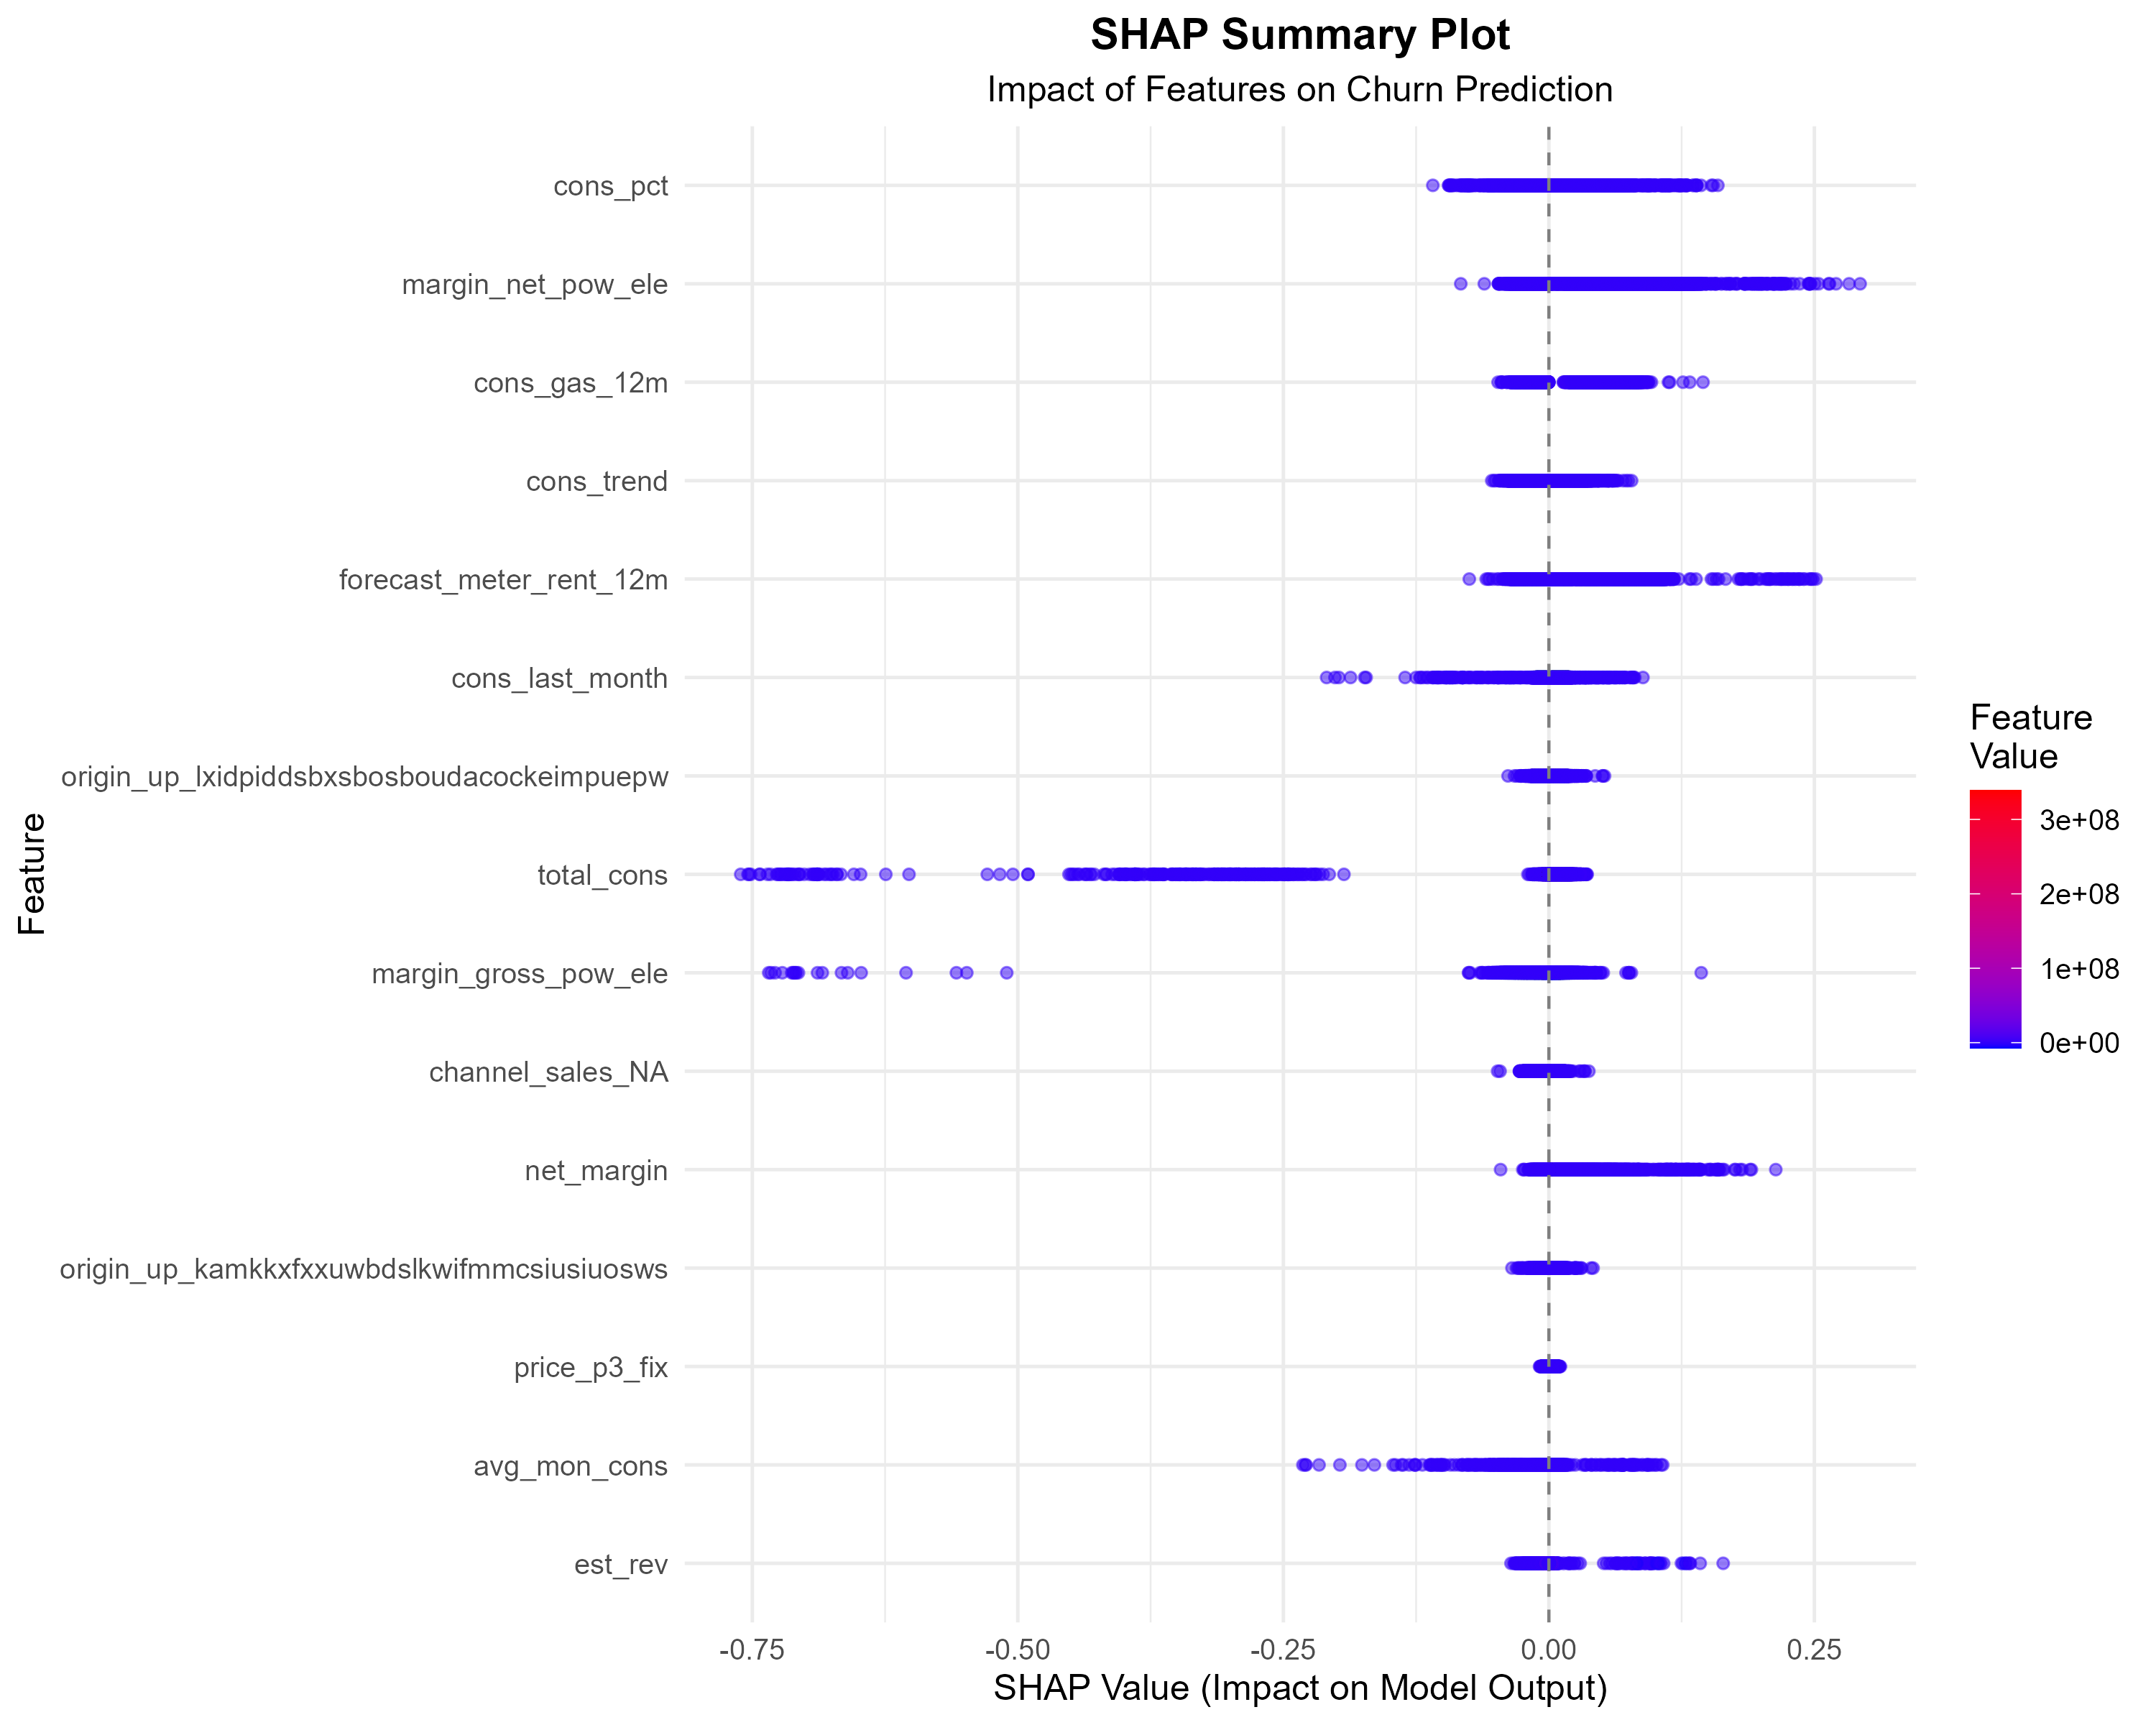 SHAP Summary Plot
Impact of Features on Churn Prediction
cons_pct
margin_net_pow_ele
cons_gas_12m
cons_trend
forecast_meter_rent_12m
cons_last_month
origin_up_lxidpiddsbxsbosboudacockeimpuepw
total_cons
margin_gross_pow_ele
channel_sales_NA
net_margin
origin_up_kamkkxfxxuwbdslkwifmmcsiusiuosws
price_p3_fix
avg_mon_cons
est_rev
Feature
-0.75
-0.50
-0.25
0.00
0.25
SHAP Value (Impact on Model Output)
Feature
Value
3e+08
2e+08
1e+08
0e+00